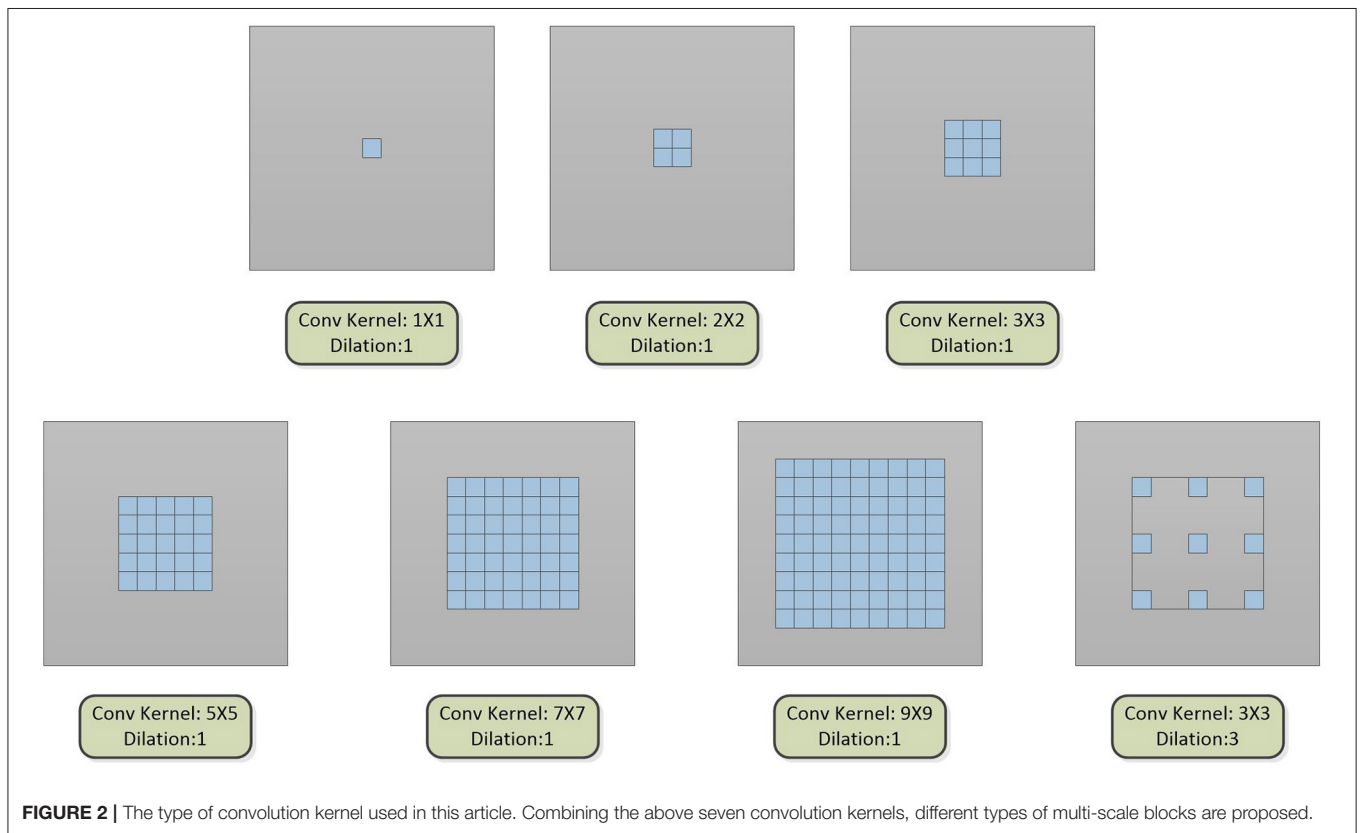 Conv Kernel: 1X1
Dilation:1
Conv Kernel: 2X2
Dilation:1
Conv Kernel: 3X3
Dilation:1
Conv Kernel: 5X5
Dilation:1
Conv Kernel: 7X7
Dilation:1
Conv Kernel: 9X9
Dilation:1
Conv Kernel: 3X3
Dilation:3
FIGURE 2 | The type of convolution kernel used in this article. Combining the above seven convolution kernels, different types of multi-scale blocks are proposed.